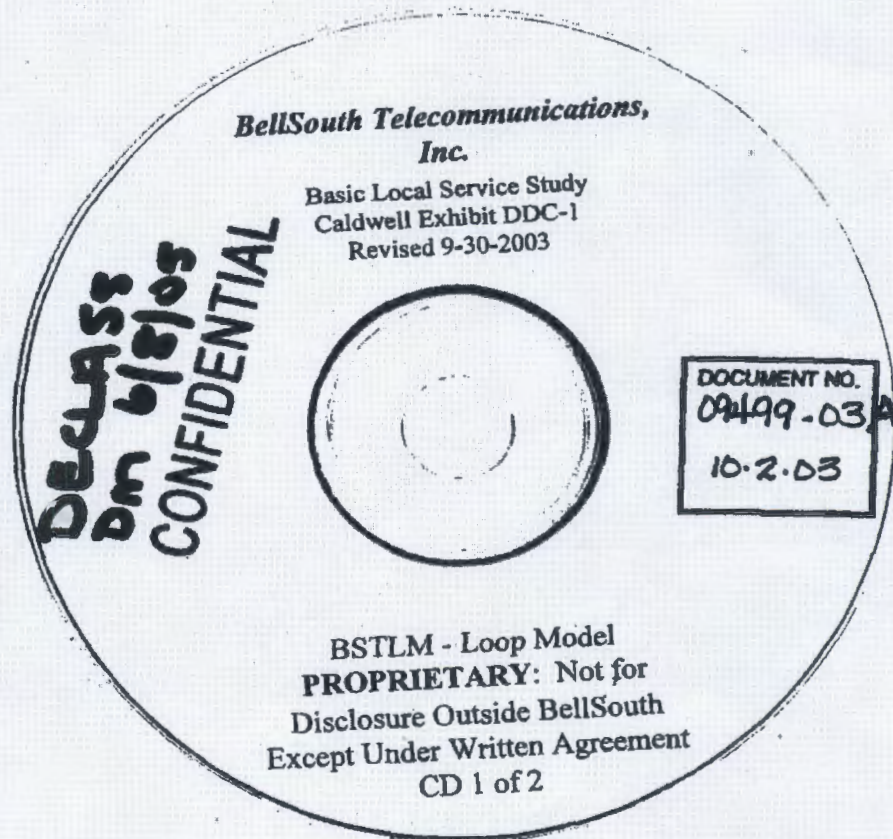 BellSouth Telecommunications,
Inc.
Basic Local Service Study
Caldwell Exhibit DDC-1
Revised 9-30-2003
DECLASS
Dm 6/8/05
CONFIDENTIAL
DOCUMENT NO.
09499-03
10.2.03
BSTLM - Loop Model
PROPRIETARY: Not for
Disclosure Outside BellSouth
Except Under Written Agreement
CD 1 of 2